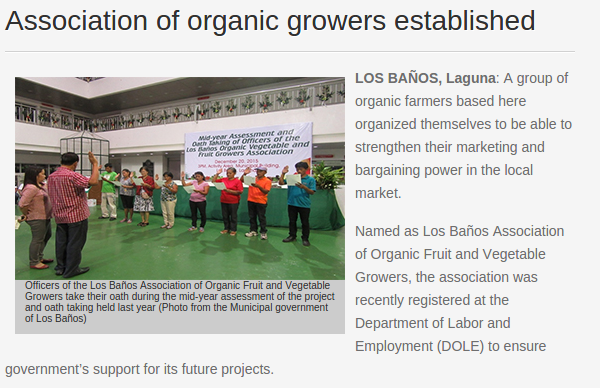 Association of organic growers established
Mid-year Assessment and
Oath Taking of Officers of the
Los Baños Organic Vegetable and
Fruit Growers Association
December 20, 2015
Officers of the Los Baños Association of Organic Fruit and Vegetable
Growers take their oath during the mid-year assessment of the project
and oath taking held last year (Photo from the Municipal government
of Los Baños)
LOS BAÑOS, Laguna: A group of
organic farmers based here
organized themselves to be able to
strengthen their marketing and
bargaining power in the local
market.
Named as Los Baños Association
of Organic Fruit and Vegetable
Growers, the association was
recently registered at the
Department of Labor and
Employment (DOLE) to ensure
government's support for its future projects.